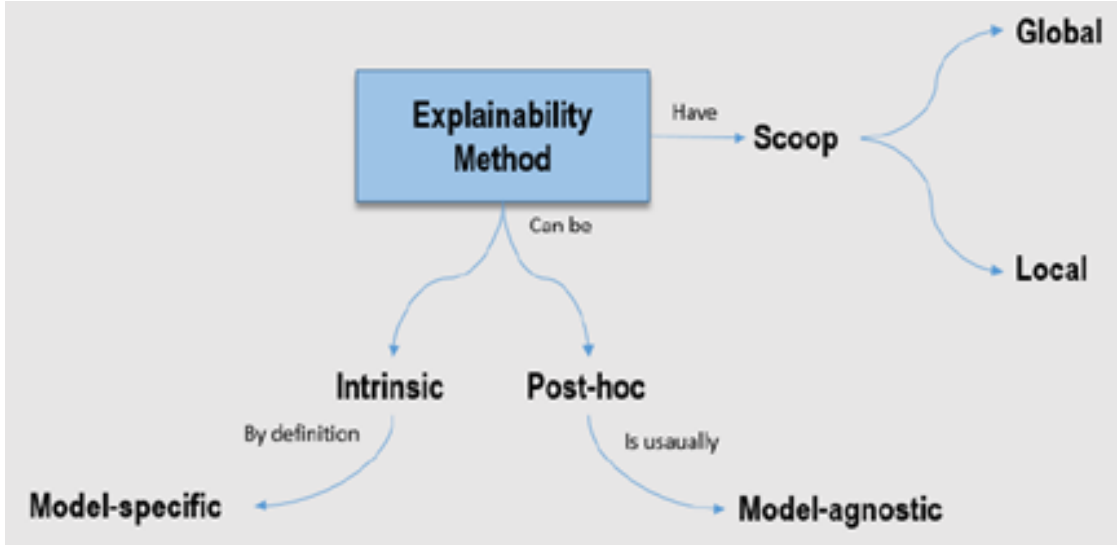 Global
Explainability
Method
Have
Scoop
Can be
Local
Intrinsic
Post-hoc
By definition
Is usaually
Model-specific
Model-agnostic